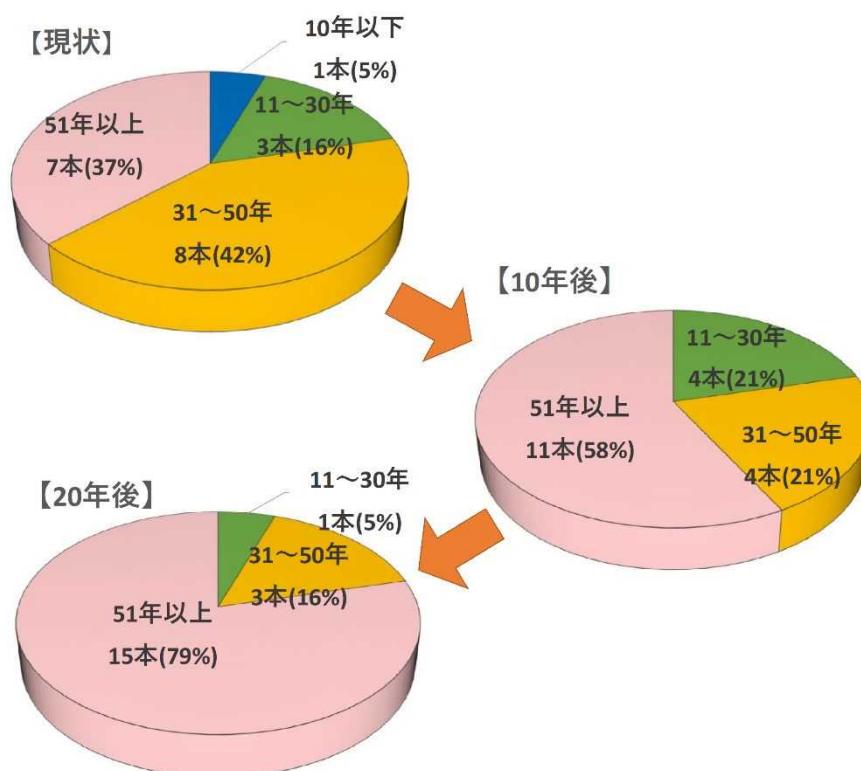 【現状】
10年以下
1本(5%)
11～30年
3本(16%)
31～50年
8本(42%)
51年以上
7本(37%)
【10年後】
11～30年
4本(21%)
31～50年
4本(21%)
51年以上
11本(58%)
【20年後】
11～30年
1本(5%)
31～50年
3本(16%)
51年以上
15本(79%)